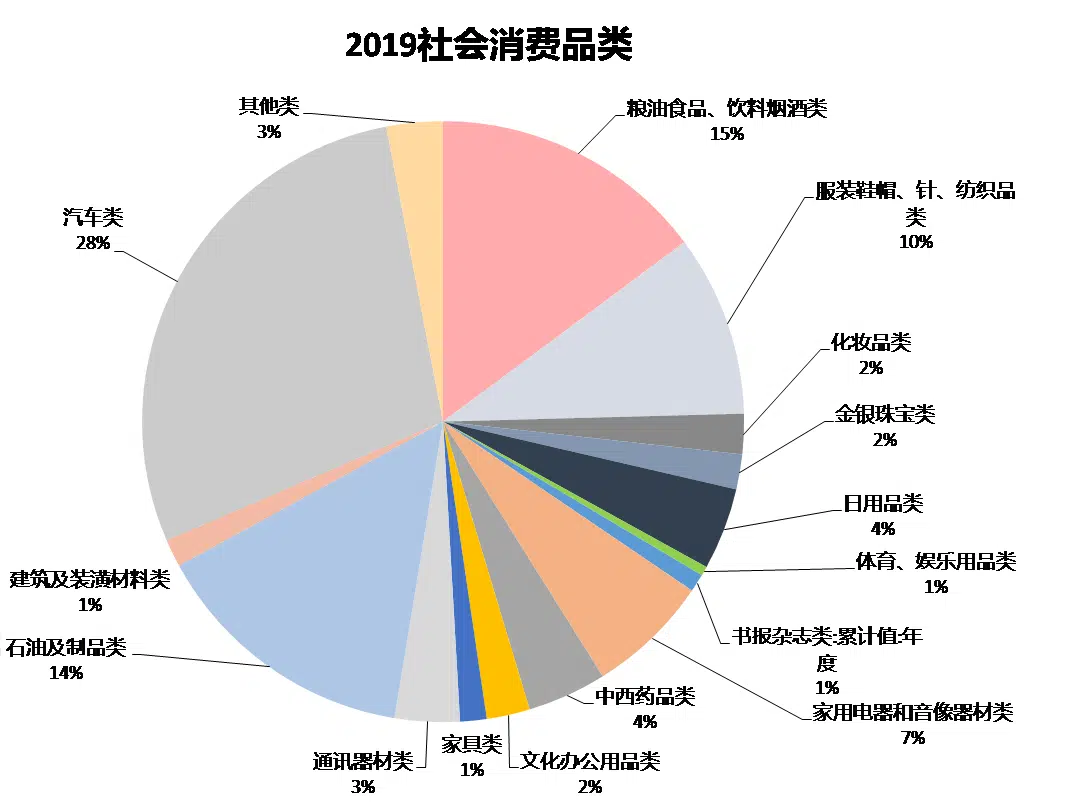 2019社会消费品类
粮油食品、饮料烟酒类
15%
服装鞋帽、针、纺织品
类
10%
化妆品类
2%
金银珠宝类
2%
日用品类
4%
体育、娱乐用品类
1%
书报杂志类:累计值:年
度
1%
家用电器和音像器材类
7%
中西药品类
4%
文化办公用品类
2%
家具类
1%
通讯器材类
3%
石油及制品类
14%
建筑及装潢材料类
1%
汽车类
28%
其他类
3%